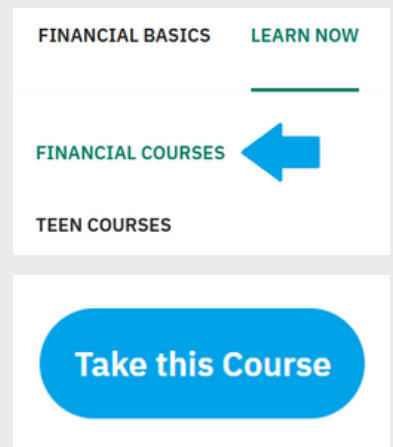 FINANCIAL BASICS LEARN NOW
FINANCIAL COURSES
TEEN COURSES
Take this Course